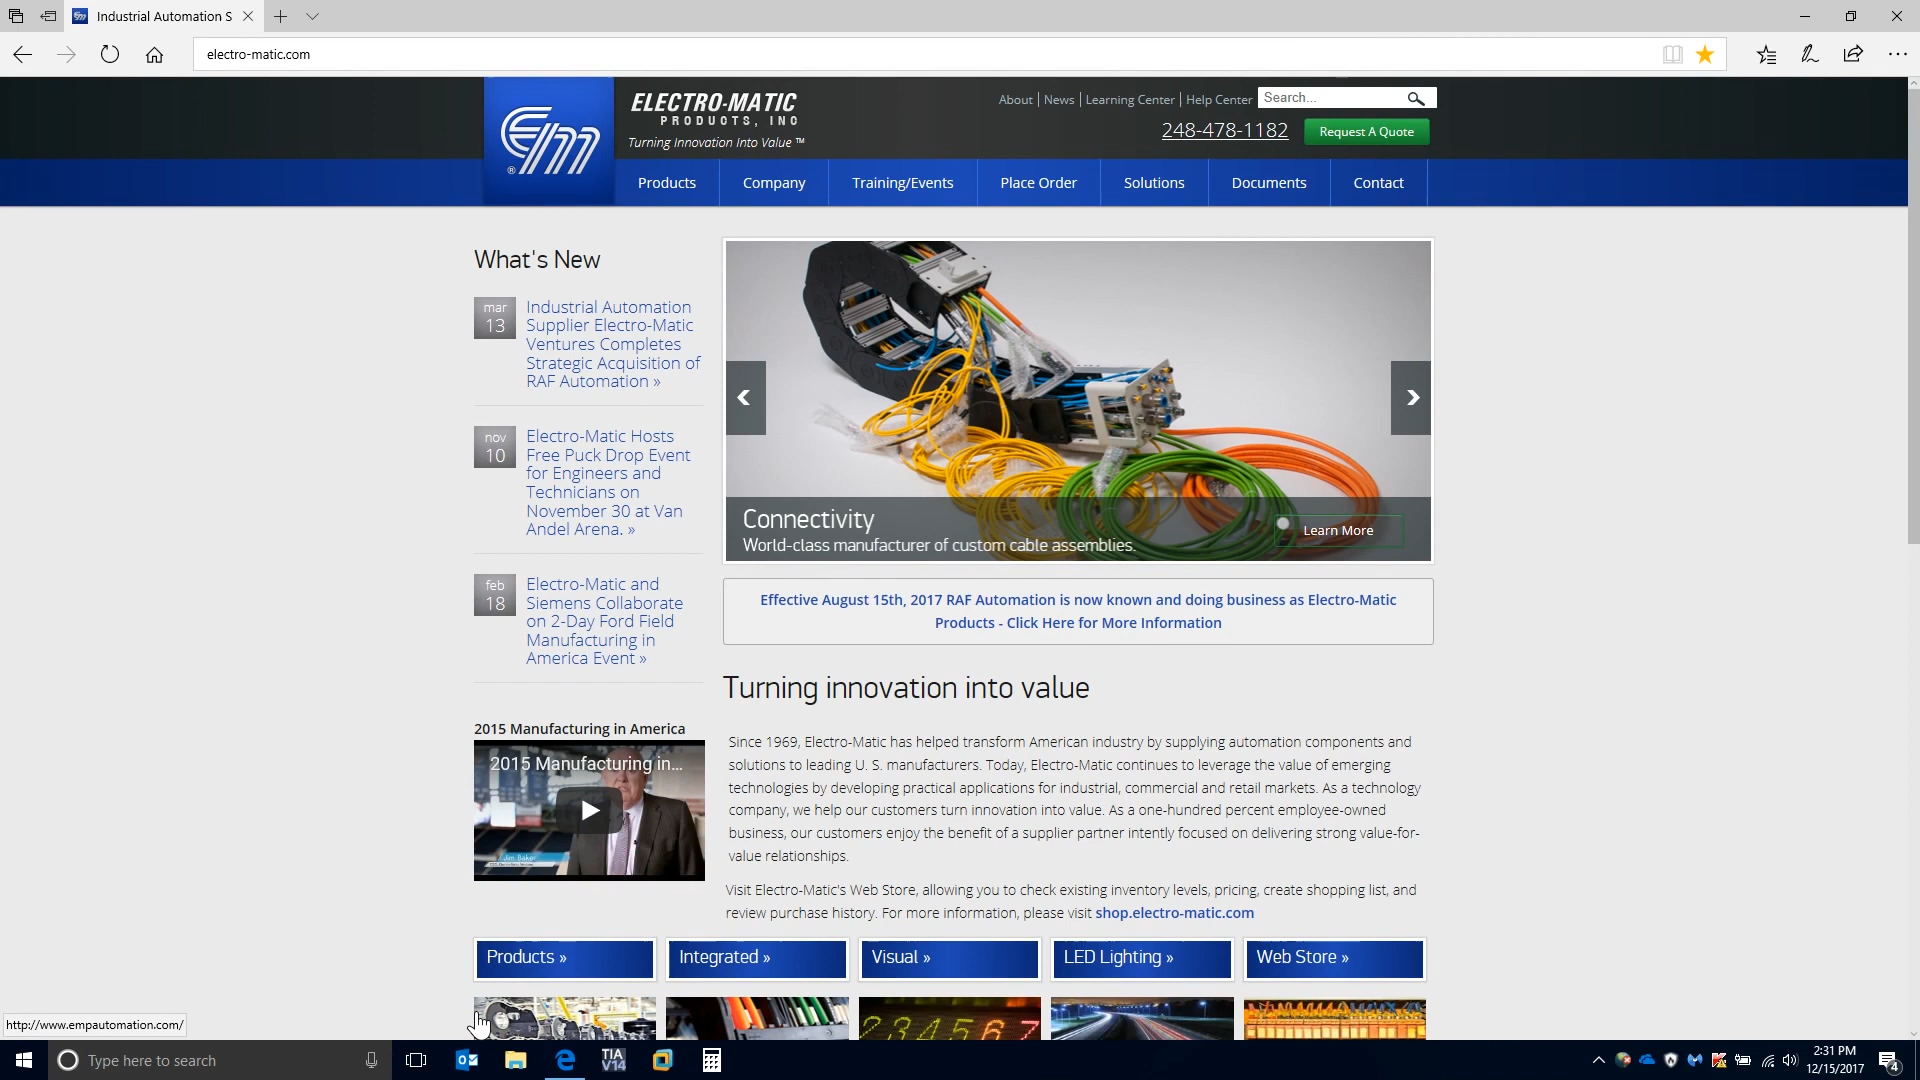 Industrial Automation S
electro-matic.com
Em
®
ELECTRO-MATIC
PRODUCTS, INC
Turning Innovation Into Value ™
About | News | Learning Center | Help Center
Search...
248-478-1182
Request A Quote
Products
Company
Training/Events
Place Order
Solutions
Documents
Contact
What's New
mar
13
Industrial Automation
Supplier Electro-Matic
Ventures Completes
Strategic Acquisition of
RAF Automation »
nov
10
Electro-Matic Hosts
Free Puck Drop Event
for Engineers and
Technicians on
November 30 at Van
Andel Arena. »
feb
18
Electro-Matic and
Siemens Collaborate
on 2-Day Ford Field
Manufacturing in
America Event »
2015 Manufacturing in America
2015 Manufacturing in...
Jim Baker
Connectivity
World-class manufacturer of custom cable assemblies.
Learn More
Effective August 15th, 2017 RAF Automation is now known and doing business as Electro-Matic
Products - Click Here for More Information
Turning innovation into value
Since 1969, Electro-Matic has helped transform American industry by supplying automation components and
solutions to leading U. S. manufacturers. Today, Electro-Matic continues to leverage the value of emerging
technologies by developing practical applications for industrial, commercial and retail markets. As a technology
company, we help our customers turn innovation into value. As a one-hundred percent employee-owned
business, our customers enjoy the benefit of a supplier partner intently focused on delivering strong value-for-
value relationships.
Visit Electro-Matic's Web Store, allowing you to check existing inventory levels, pricing, create shopping list, and
review purchase history. For more information, please visit shop.electro-matic.com
Products »
Integrated »
Visual »
LED Lighting »
Web Store »
234567
http://www.empautomation.com/
Type here to search
TIA
V14
2:31 PM
12/15/2017
4